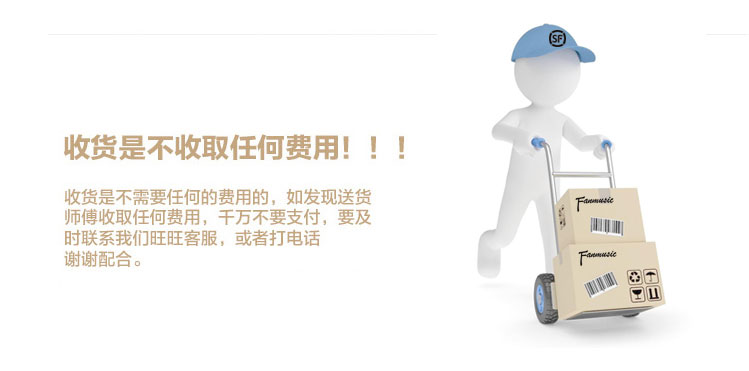 SF
收货是不收取任何费用！！！
收货是不需要任何的费用的，如发现送货
师傅收取任何费用，千万不要支付，要及
时联系我们旺旺客服，或者打电话
谢谢配合。
Fanmusic
Fanmusic